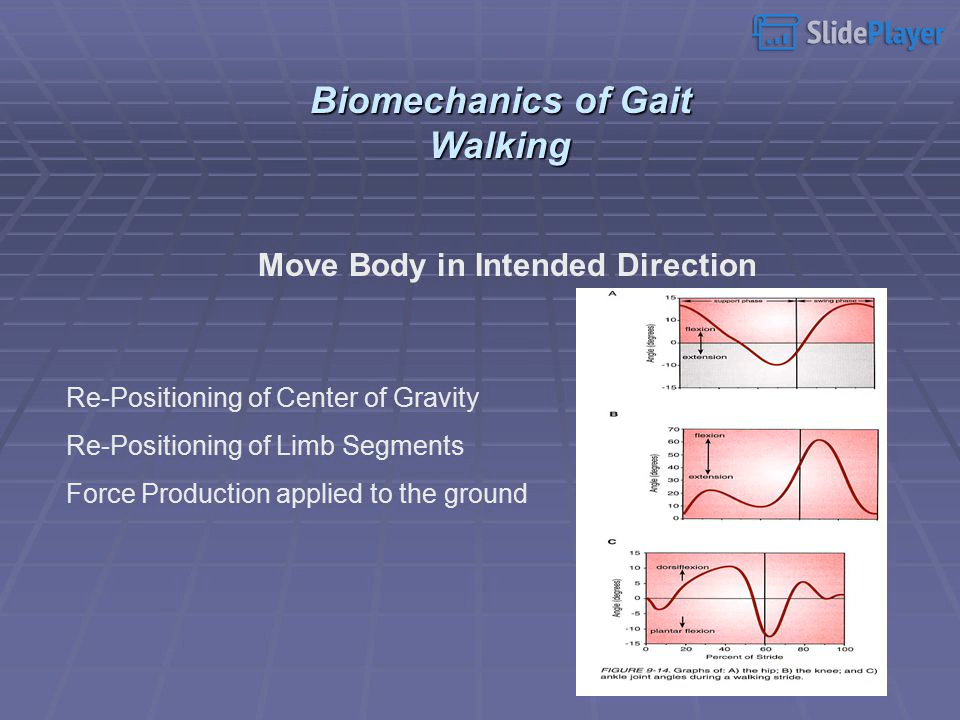 SlidePlayer
Biomechanics of Gait
Walking
Move Body in Intended Direction
Re-Positioning of Center of Gravity
Re-Positioning of Limb Segments
Force Production applied to the ground
A
15
10
0
-10
-15
Angle (degrees)
support phase
swing phase
flexion
extension
B
70
60
50
40
30
20
10
0
Angle (degrees)
flexion
extension
C
15
10
5
0
-5
-10
-15
Angle (degrees)
dorsiflexion
plantar flexion
0 20 40 60 80 100
Percent of Stride
FIGURE 9-14. Graphs of: A) the hip; B) the knee; and C)
ankle joint angles during a walking stride.